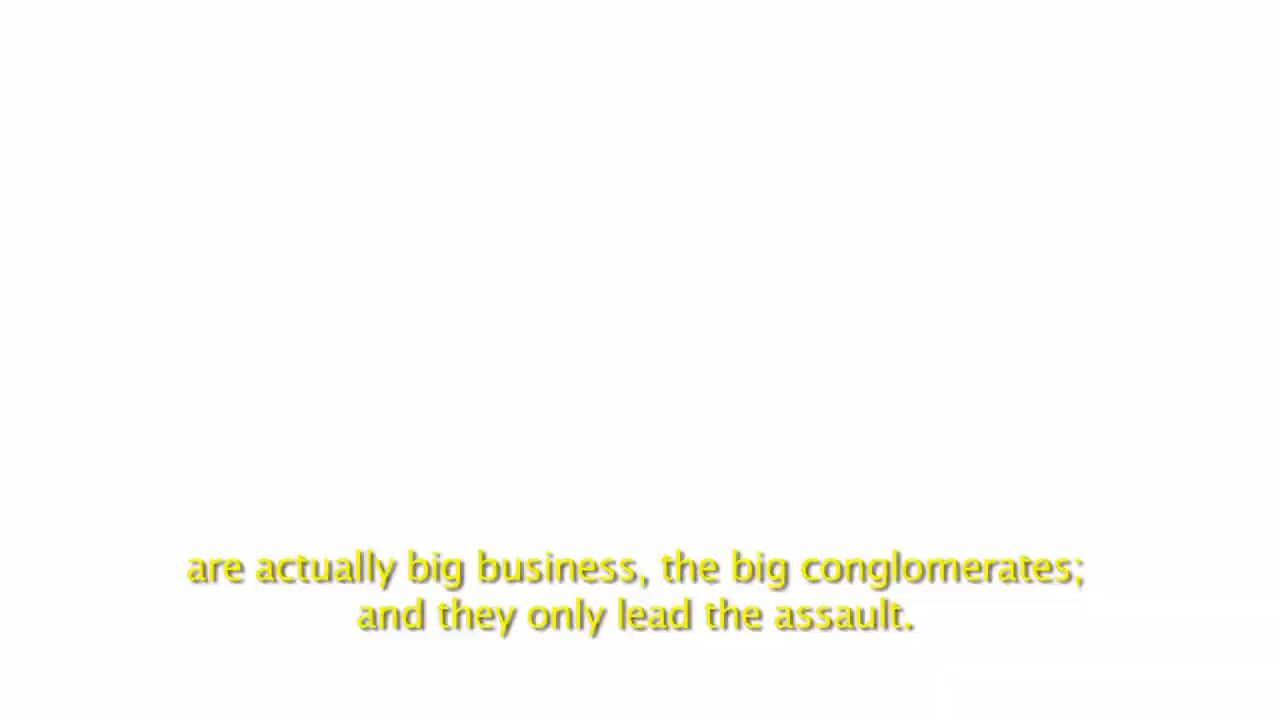 are actually big business, the big conglomerates;
and they only lead the assault.